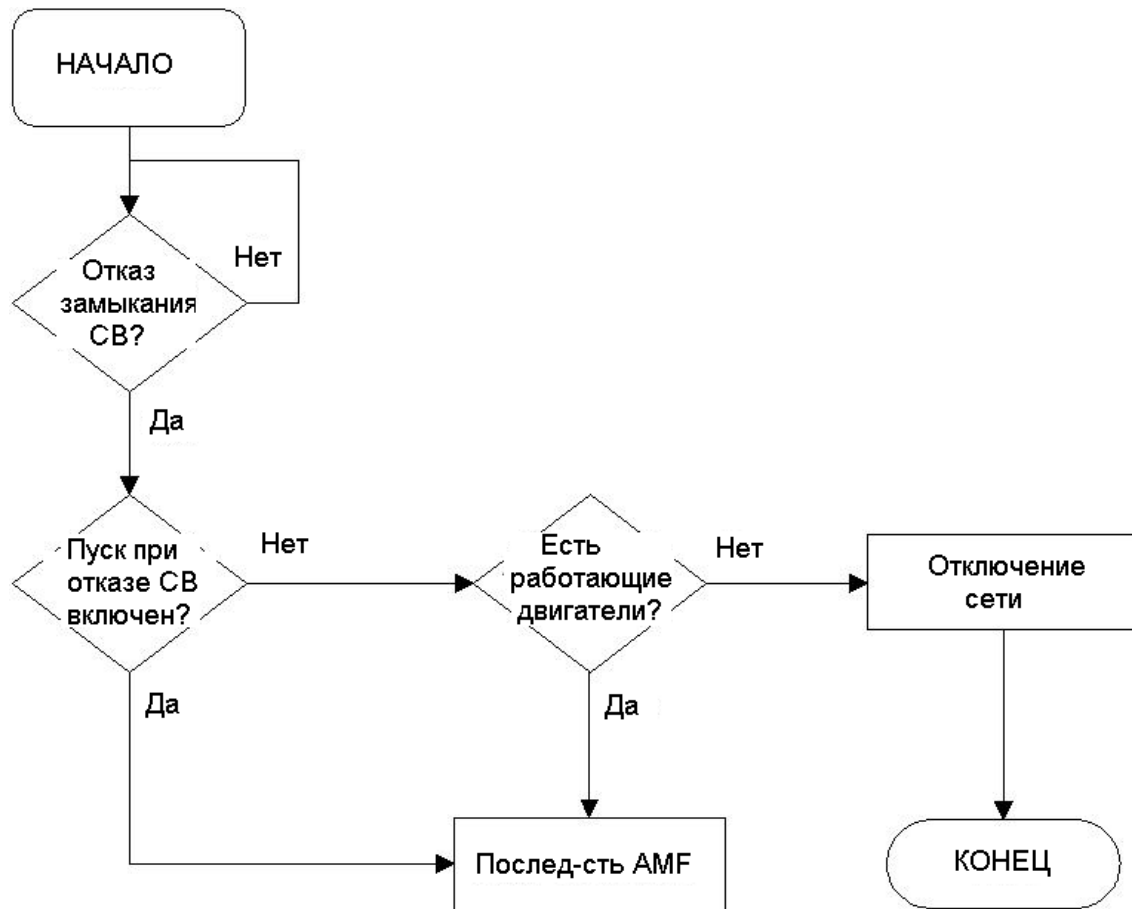 НАЧАЛО
Отказ
замыкания
СВ?
Нет
Да
Пуск при
отказе СВ
включен?
Нет
Есть
работающие
двигатели?
Нет
Отключение
сети
Да
Да
Послед-сть AMF
КОНЕЦ